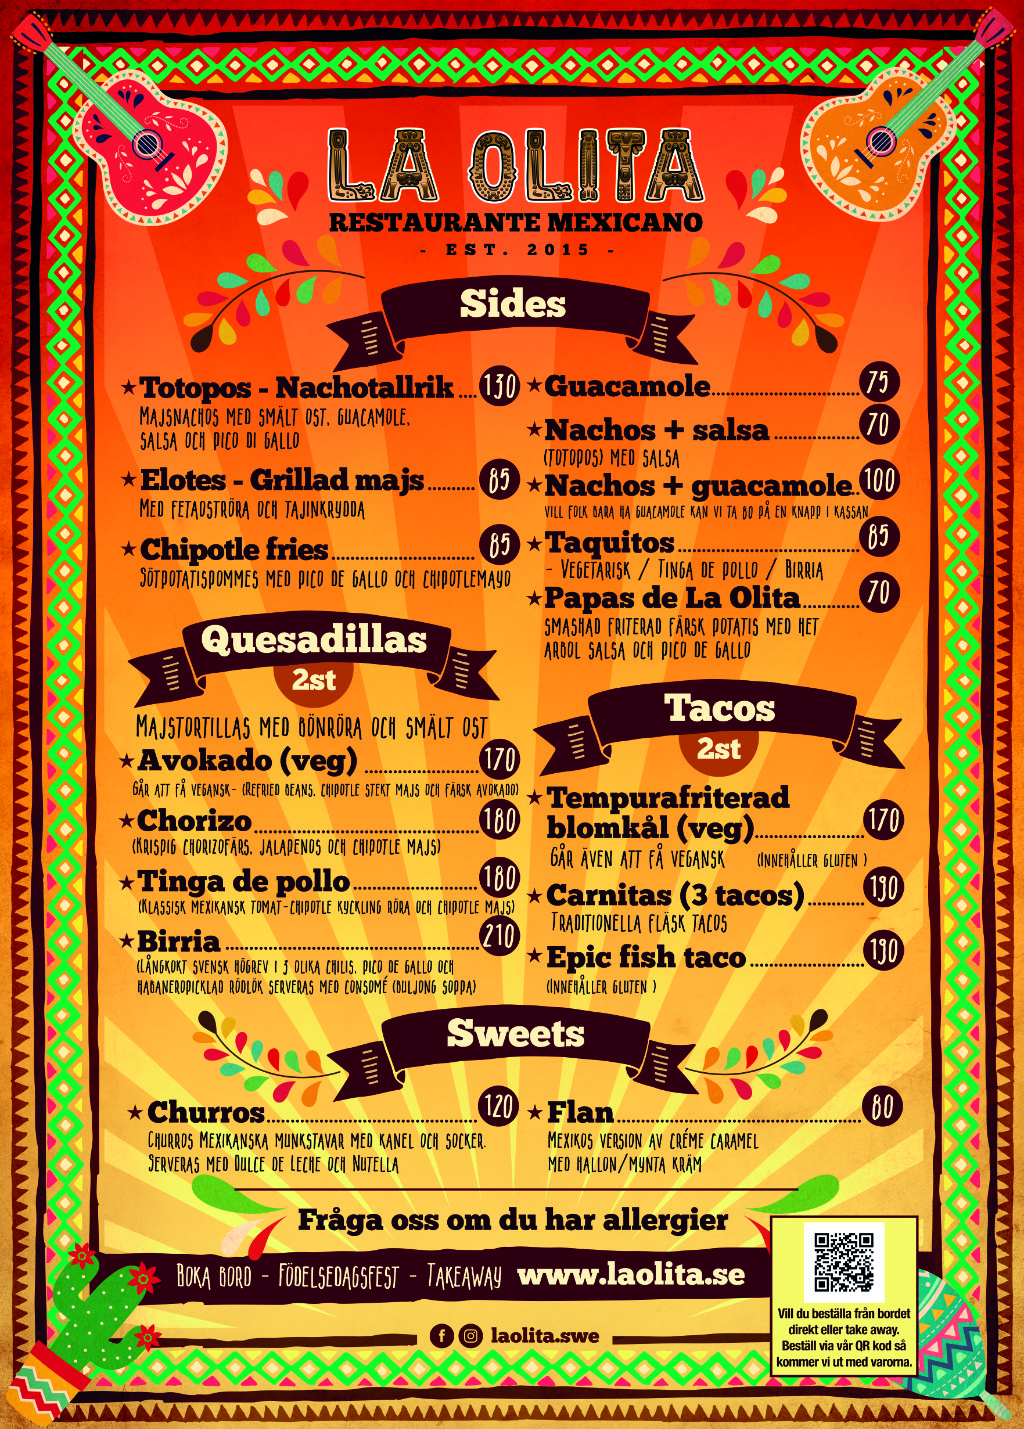 LA OLITA
RESTAURANTE MEXICANO
- EST. 2015 -
Sides
Totopos - Nachotallrik .... 130
MAJSNACHOS MED SMÄLT OST, GUACAMOLE,
SALSA OCH PICO DI GALLO
Elotes - Grillad majs .......... 85
MED FETAOSTRÖRA OCH TAJINKRYDDA
Chipotle fries ........................ 85
SÖTPOTATISPOMMES MED PICO DE GALLO OCH CHIPOTLEMAYO
Guacamole......................... 75
Nachos + salsa .............. 70
(TOTOPOS) MED SALSA
Nachos + guacamole.. 100
VILL FOLK BARA HA GUACAMOLE KAN VI TA 80 PÅ EN KNAPP I KASSAN
Taquitos .............................. 85
- VEGETARISK / TINGA DE POLLO / BIRRIA
Papas de La Olita.......... 70
SMASHAD FRITERAD FÄRSK POTATIS MED HET
ARBOL SALSA OCH PICO DE GALLO
Quesadillas
2st
MAJSTORTILLAS MED BÖNRÖRA OCH SMÄLT OST
Avokado (veg) ................... 170
GÅR ATT FÅ VEGANSK- (REFRIED BEANS, CHIPOTLE STEKT MAJS OCH FÄRSK AVOKADO)
Chorizo ...................................... 180
(KRISPIG CHORIZOFÄRS, JALAPENOS OCH CHIPOTLE MAJS)
Tinga de pollo ..................... 180
(KLASSISK MEXIKANSK TOMAT-CHIPOTLE KYCKLING RÖRA OCH CHIPOTLE MAJS)
Birria .......................................... 210
(LÅNGKOKT SVENSK HÖGREV I 3 OLIKA CHILIS, PICO DE GALLO OCH
HABANEROPICKLAD RÖDLÖK SERVERAS MED CONSOMÉ (BULJONG SOPPA)
Tacos
2st
Tempurafriterad
blomkål (veg).................. 170
GÅR ÄVEN ATT FÅ VEGANSK (INNEHÅLLER GLUTEN )
Carnitas (3 tacos).......... 190
TRADITIONELLA FLÄSK TACOS
Epic fish taco ................... 190
(INNEHÅLLER GLUTEN )
Sweets
Churros ................................... 120
CHURROS MEXIKANSKA MUNKSTAVAR MED KANEL OCH SOCKER.
SERVERAS MED DULCE DE LECHE OCH NUTELLA
Flan ......................................... 80
MEXIKOS VERSION AV CRÉME CARAMEL
MED HALLON/MYNTA KRÄM
Fråga oss om du har allergier
BOKA BORD - FÖDELSEDAGSFEST - TAKEAWAY www.laolita.se
laolita.swe
Vill du beställa från bordet
direkt eller take away.
Beställ via vår QR kod så
kommer vi ut med varorna.